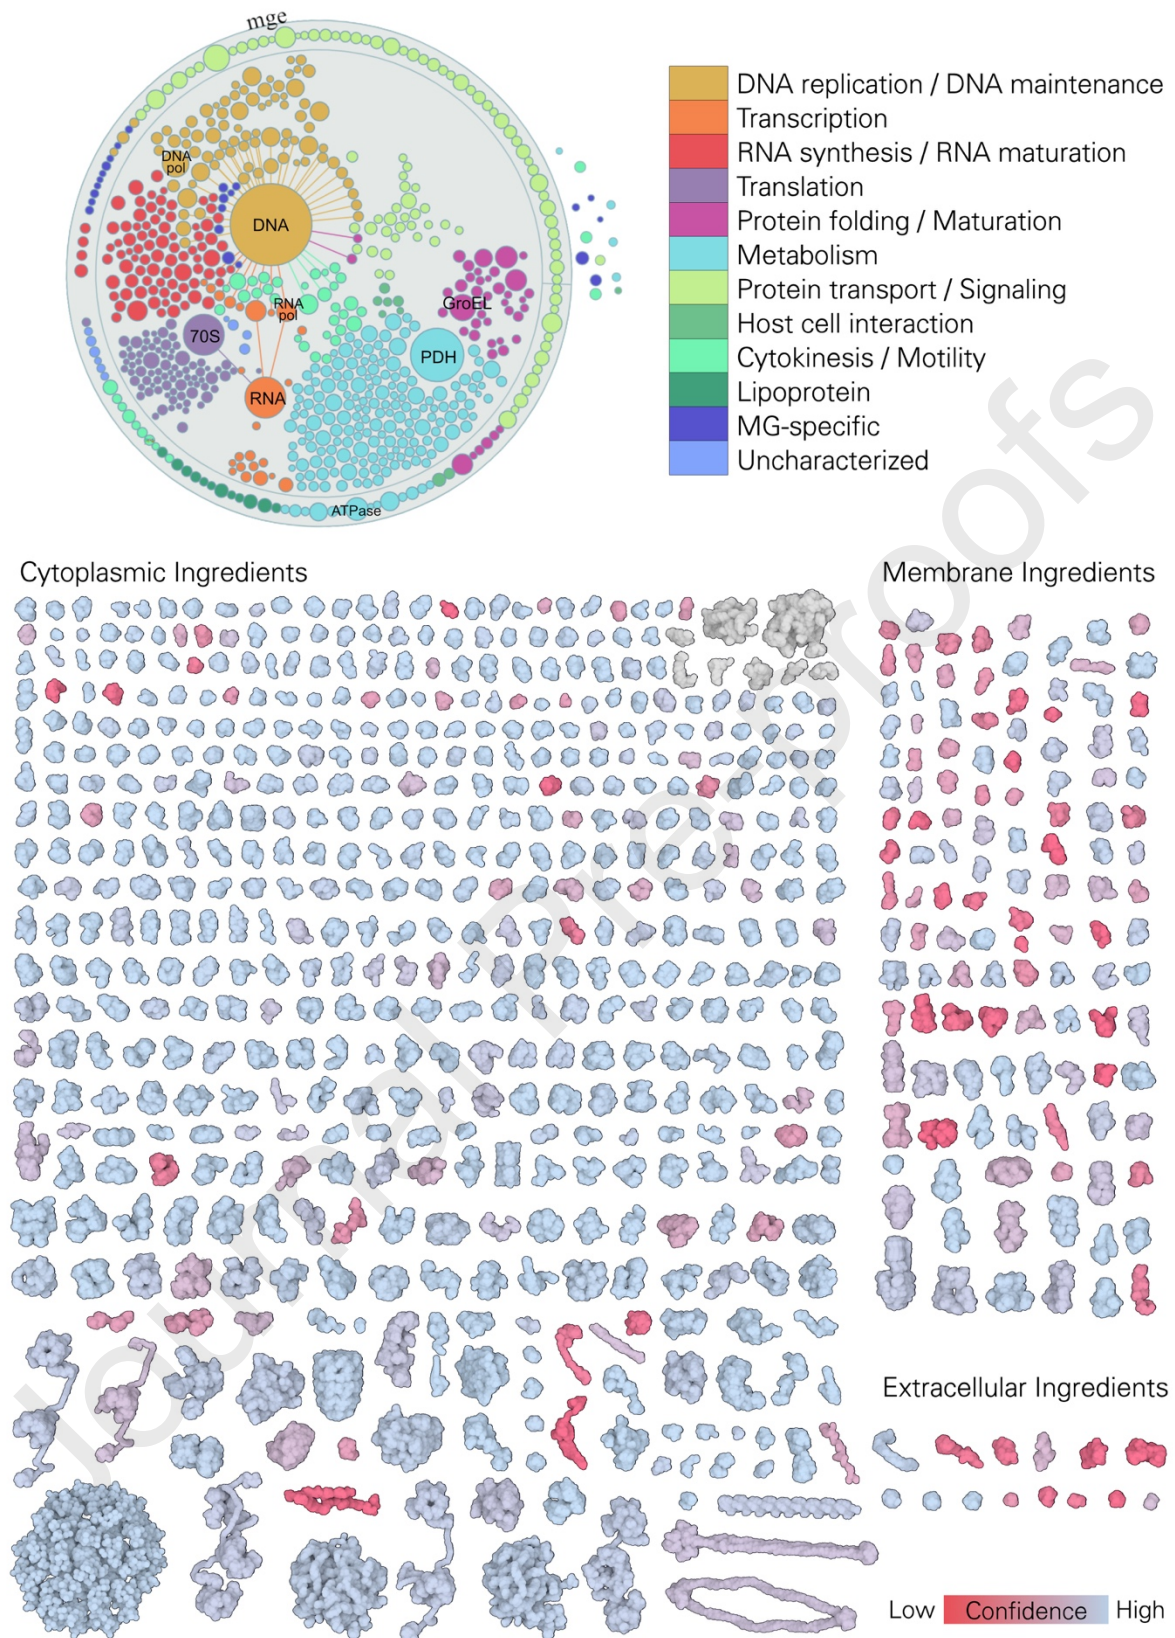 mge
DNA
pol
DNA
RNA
pol
GroEL
70S
PDH
RNA
ATPase
DNA replication / DNA maintenance
Transcription
RNA synthesis / RNA maturation
Translation
Protein folding / Maturation
Metabolism
Protein transport / Signaling
Host cell interaction
Cytokinesis / Motility
Lipoprotein
MG-specific
Uncharacterized
Cytoplasmic Ingredients
Membrane Ingredients
Extracellular Ingredients
Low Confidence High
Journal Pre-proofs